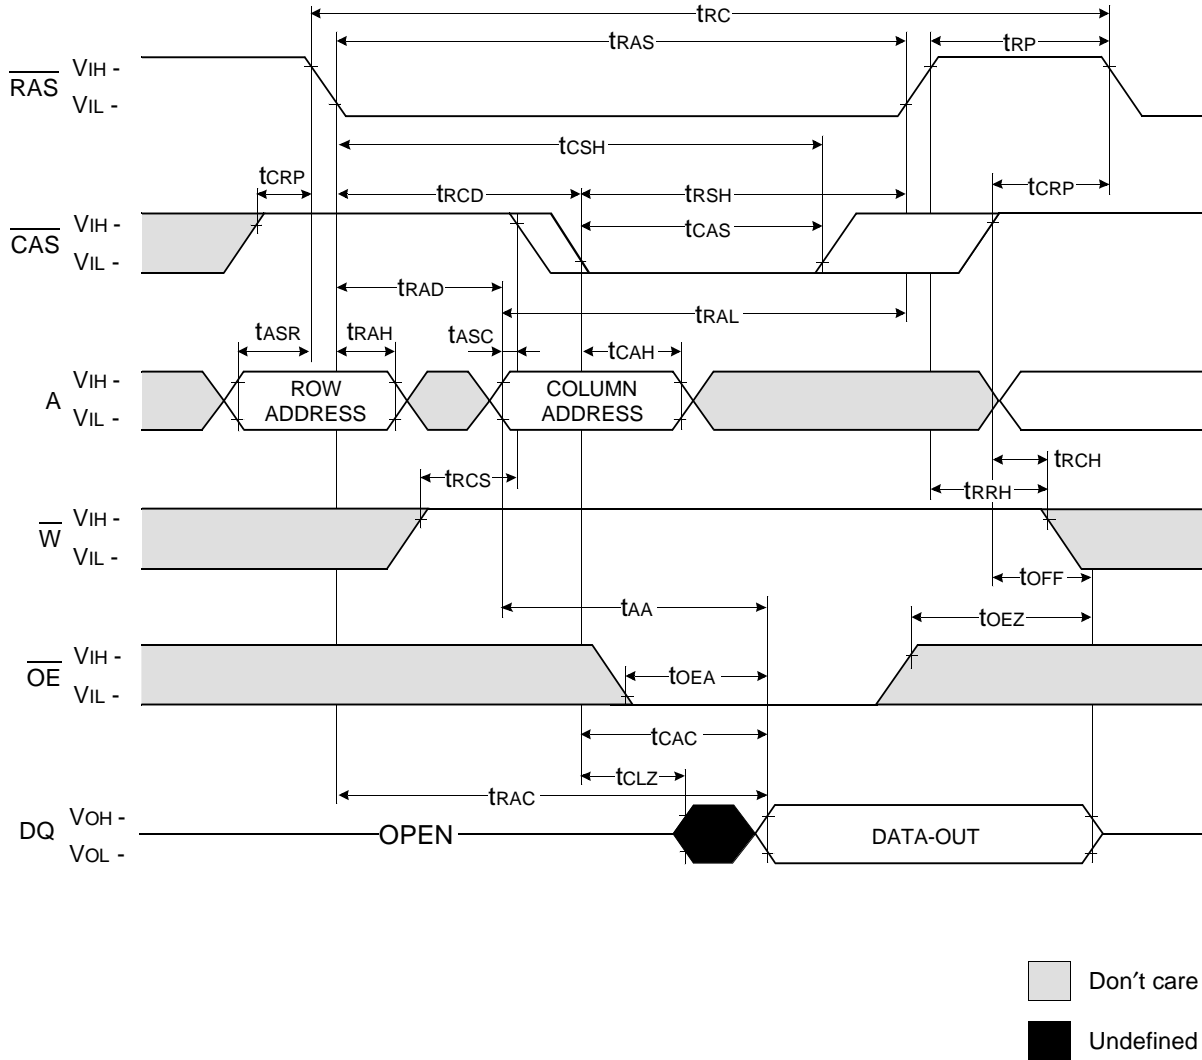 tRC
tRAS
tRP
RAS
VIH -
VIL -
tCSH
tCRP
tRCD
tRSH
tCRP
CAS
VIH -
VIL -
tCAS
tRAD
tRAL
tASR
tRAH
tASC
tCAH
A
VIH -
VIL -
ROW
ADDRESS
COLUMN
ADDRESS
tRCH
tRCS
tRRH
W
VIH -
VIL -
tOFF
tAA
tOEZ
OE
VIH -
VIL -
tOEA
tCAC
tCLZ
tRAC
DQ
VOH -
VOL -
OPEN
DATA-OUT
Don′t care
Undefined